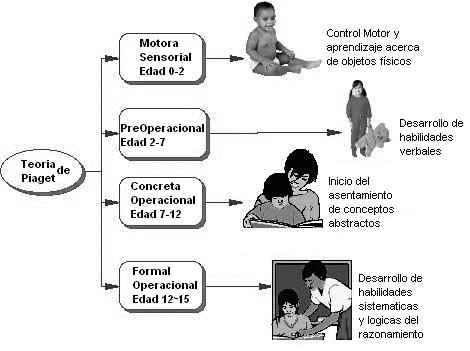 Teoria de
Piaget
Motora
Sensorial
Edad 0-2
Control Motor y
aprendizaje acerca
de objetos físicos
PreOperacional
Edad 2-7
Desarrollo de
habilidades
verbales
Concreta
Operacional
Edad 7-12
Inicio del
asentamiento
de conceptos
abstractos
Formal
Operacional
Edad 12~15
Desarrollo de
habilidades
sistematicas
y logicas del
razonamiento